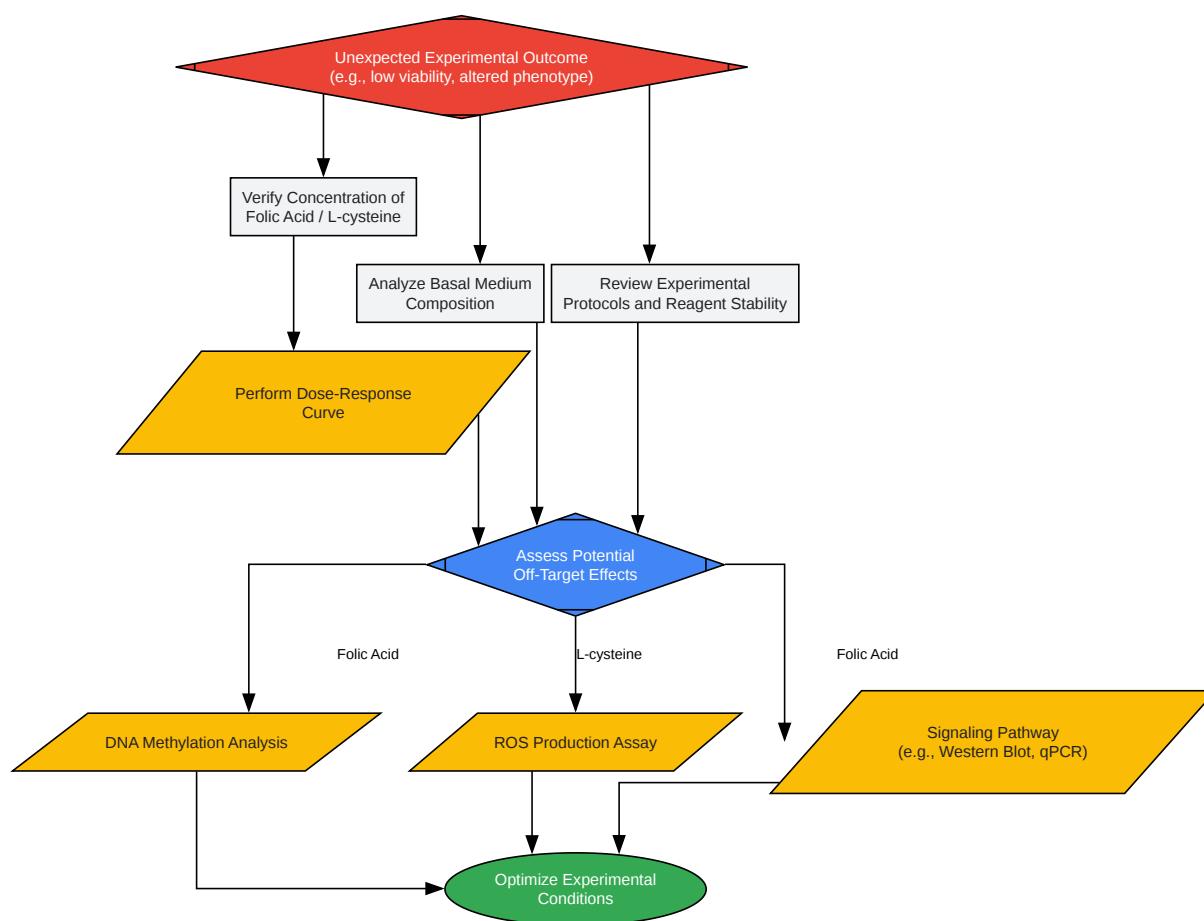 Unexpected Experimental Outcome
(e.g., low viability, altered phenotype)
Verify Concentration of
Folic Acid / L-cysteine
Analyze Basal Medium
Composition
Review Experimental
Protocols and Reagent Stability
Perform Dose-Response
Curve
Assess Potential
Off-Target Effects
Folic Acid
L-cysteine
Folic Acid
DNA Methylation Analysis
ROS Production Assay
Signaling Pathway
(e.g., Western Blot, qPCR)
Optimize Experimental
Conditions